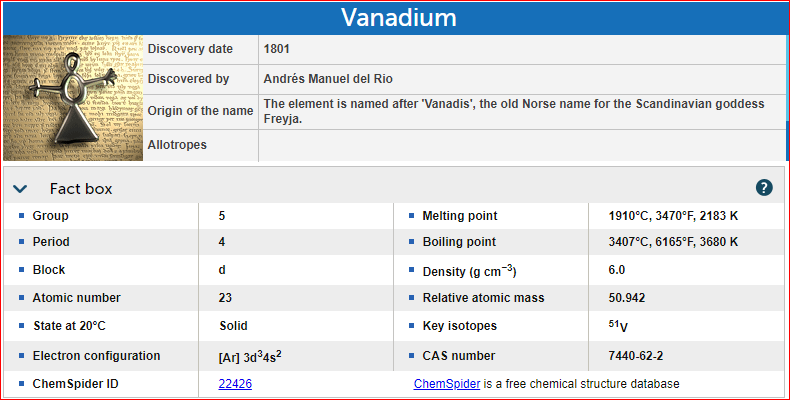 Vanadium
Discovery date 1801
Discovered by Andrés Manuel del Rio
Origin of the name The element is named after 'Vanadis', the old Norse name for the Scandinavian goddess
Freyja.
Allotropes
Fact box ?
Group 5 Melting point 1910°C, 3470°F, 2183 K
Period 4 Boiling point 3407°C, 6165°F, 3680 K
Block d Density (g cm⁻³) 6.0
Atomic number 23 Relative atomic mass 50.942
State at 20°C Solid Key isotopes ⁵¹V
Electron configuration [Ar] 3d³4s² CAS number 7440-62-2
ChemSpider ID 22426 ChemSpider is a free chemical structure database